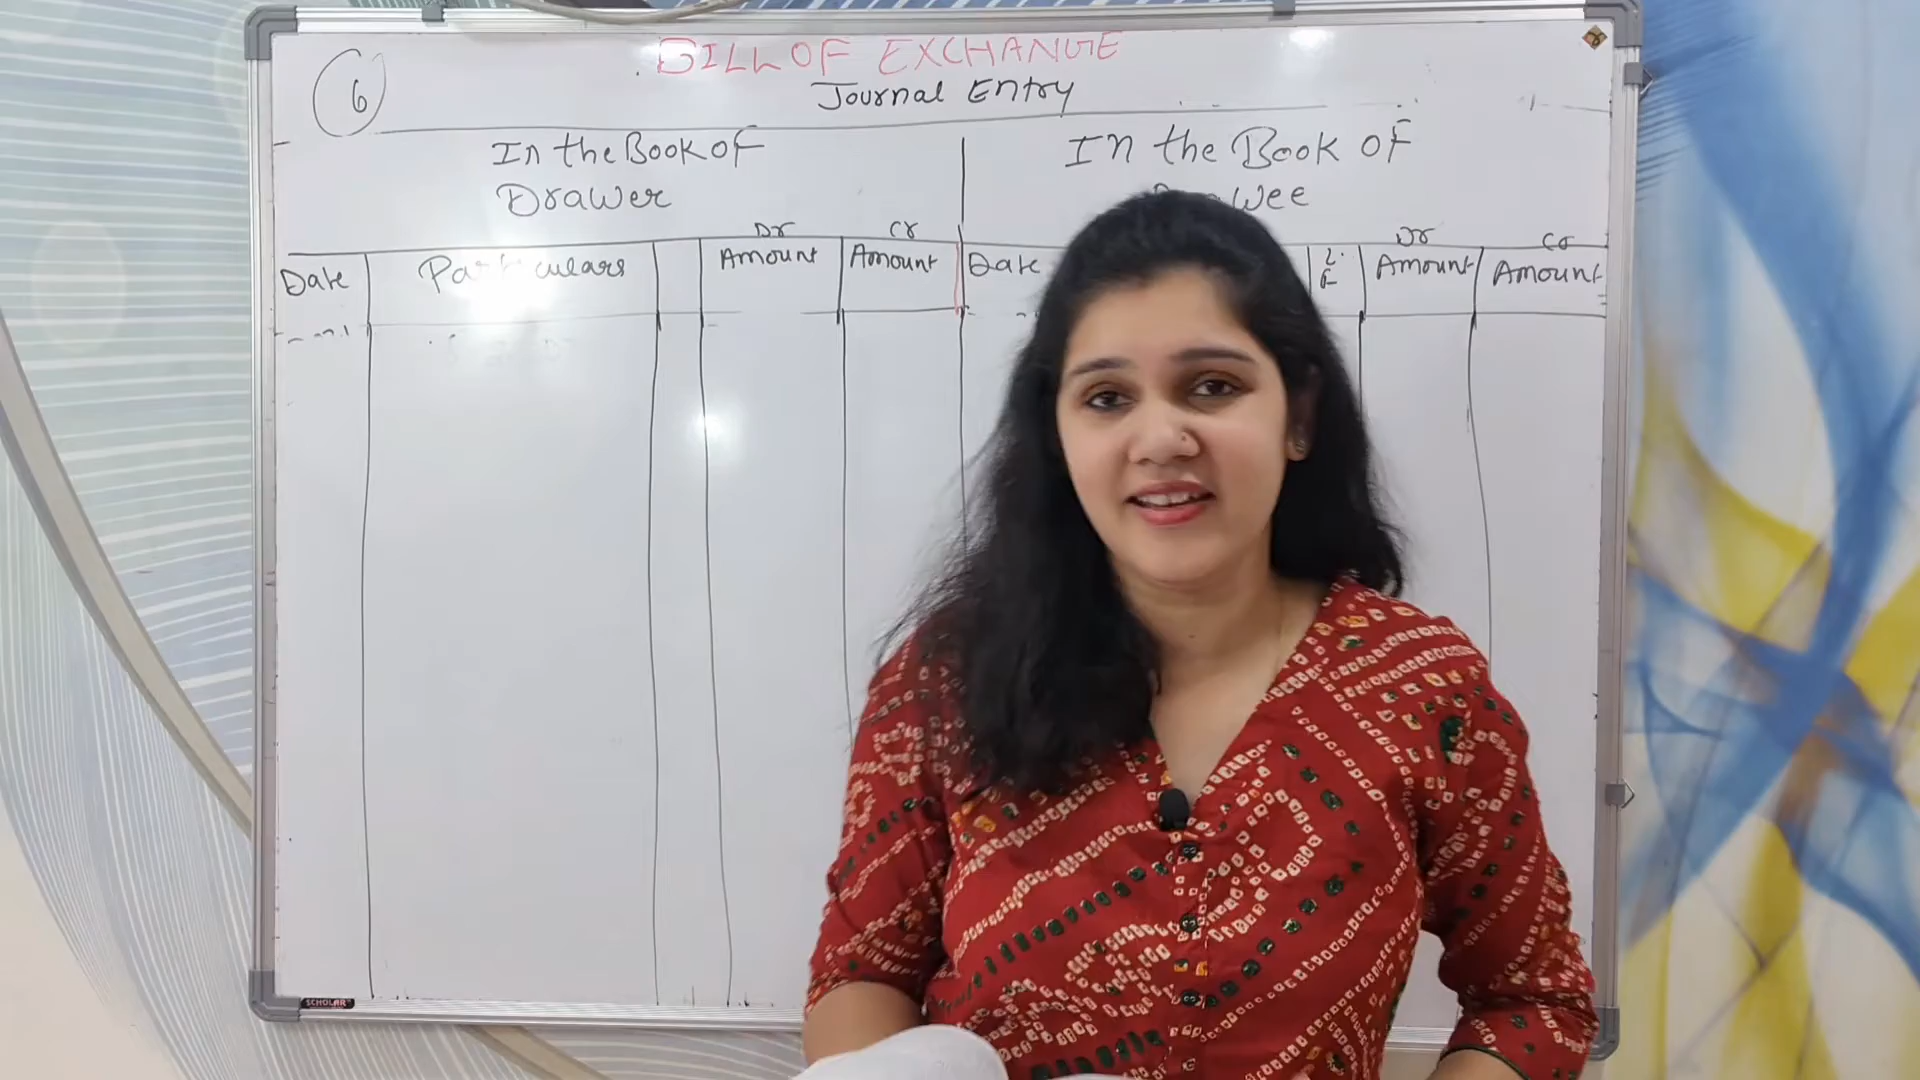 BILL OF EXCHANGE
6
Journal Entry
In the Book of
Drawer
In the Book of
Dr Cr
Date Particulars Amount Amount
Dr Cr
Date L.F Amount Amount
SCHOLAR